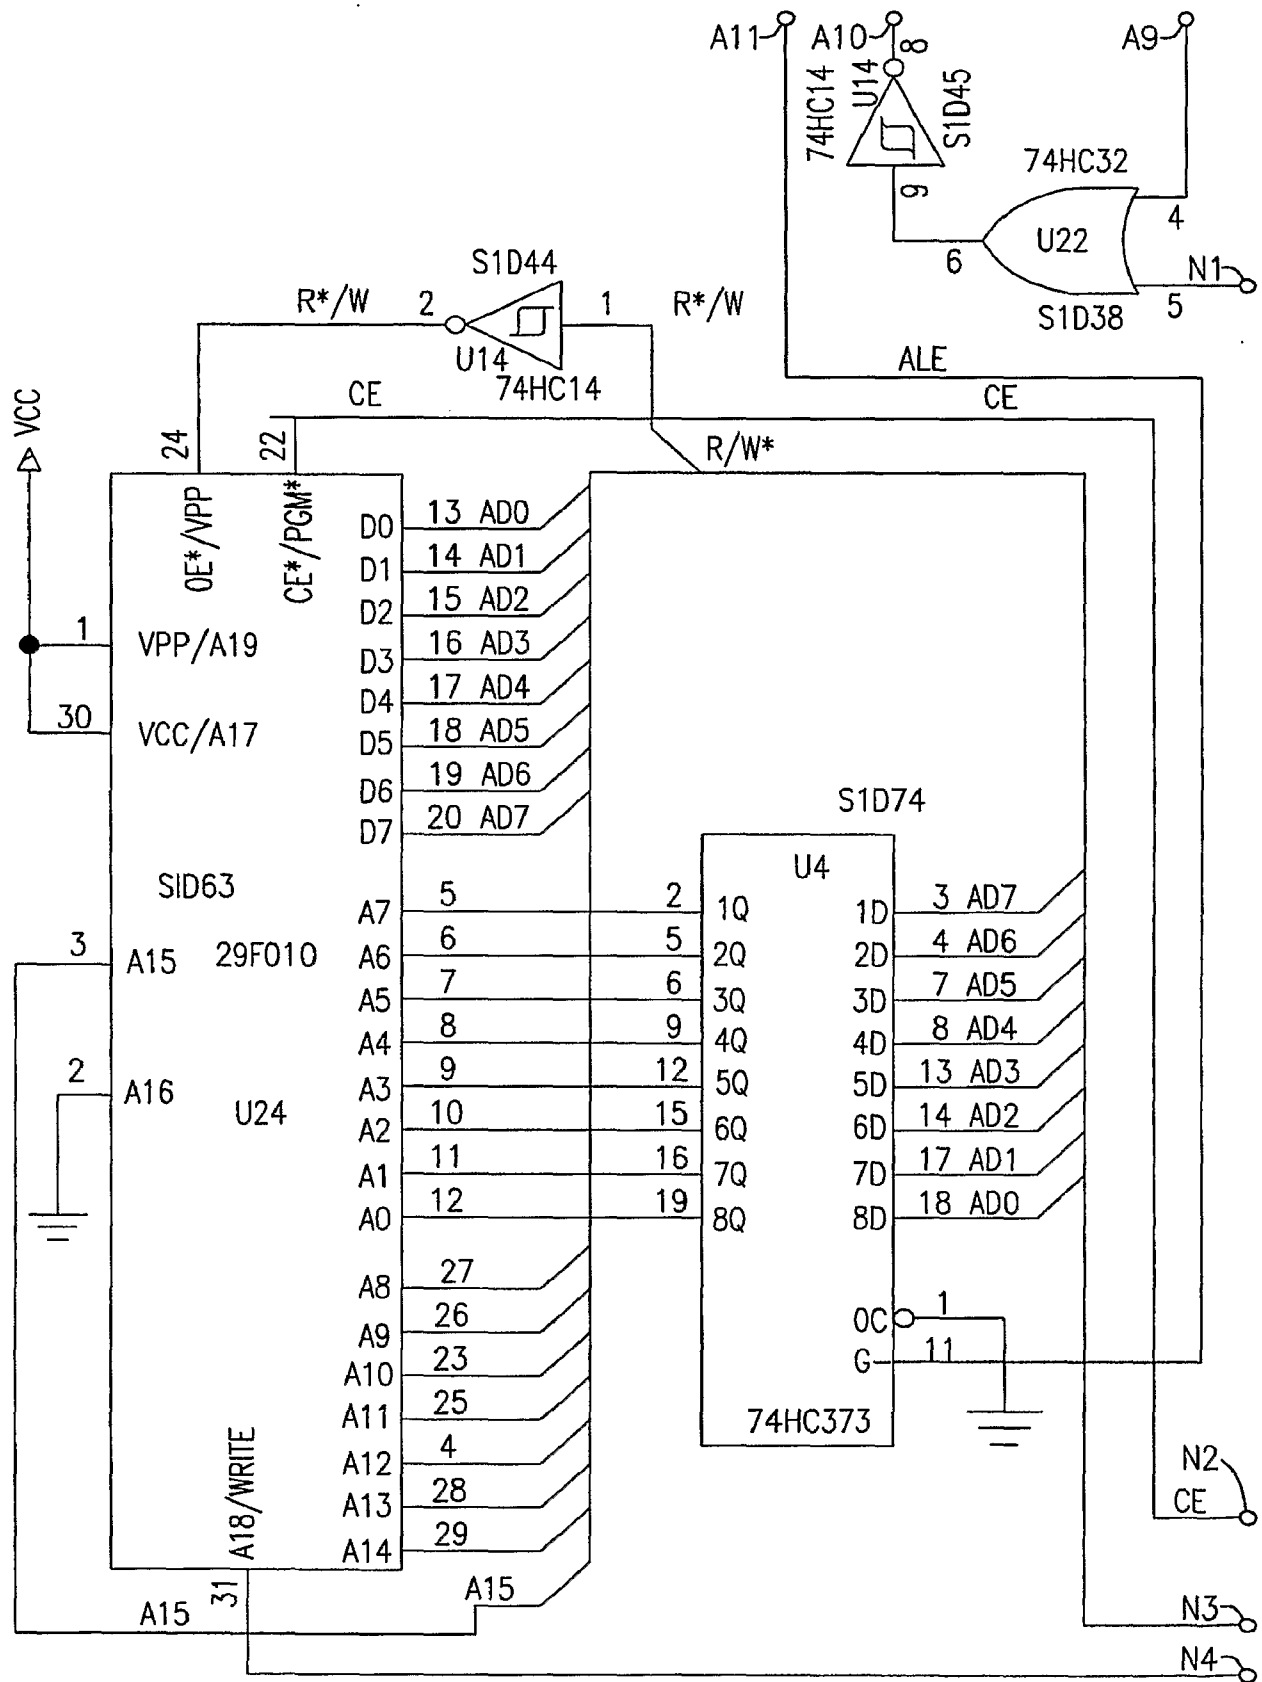 A11
A10
A9
8
U14
74HC14
S1D45
9
74HC32
4
U22
6
N1
5
S1D38
S1D44
R*/W
2
1
R*/W
U14
74HC14
ALE
CE
CE
VCC
24
22
R/W*
OE*/VPP
CE*/PGM*
D0 13 AD0
D1 14 AD1
D2 15 AD2
D3 16 AD3
D4 17 AD4
D5 18 AD5
D6 19 AD6
D7 20 AD7
1 VPP/A19
30 VCC/A17
S1D74
U4
SID63
3 A15 29F010
2 A16
U24
A7 5 2 1Q 1D 3 AD7
A6 6 5 2Q 2D 4 AD6
A5 7 6 3Q 3D 7 AD5
A4 8 9 4Q 4D 8 AD4
A3 9 12 5Q 5D 13 AD3
A2 10 15 6Q 6D 14 AD2
A1 11 16 7Q 7D 17 AD1
A0 12 19 8Q 8D 18 AD0
A8 27
A9 26
A10 23
A11 25
A12 4
A13 28
A14 29
OC 1
G 11
74HC373
A18/WRITE
31
A15
A15
N2
CE
N3
N4